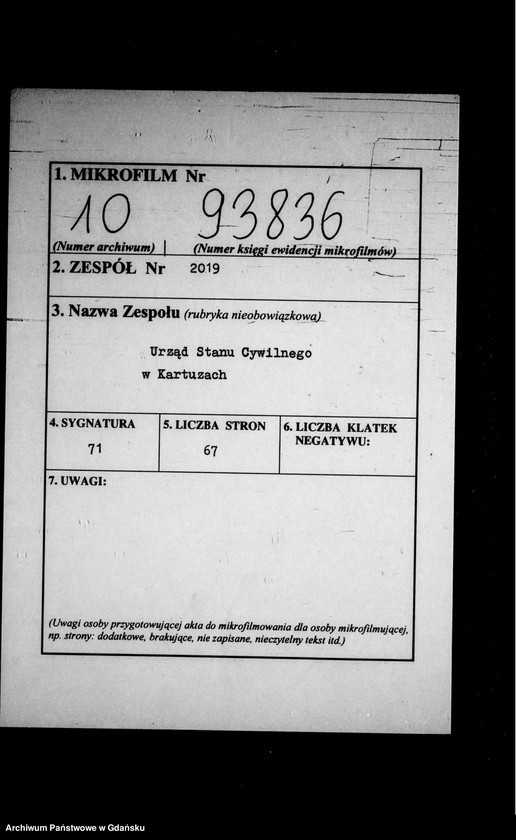 1. MIKROFILM Nr
10 93836
(Numer archiwum) (Numer księgi ewidencji mikrofilmów)
2. ZESPÓŁ Nr 2019
3. Nazwa Zespołu (rubryka nieobowiązkowa)
Urząd Stanu Cywilnego
w Kartuzach
4. SYGNATURA 5. LICZBA STRON 6. LICZBA KLATEK
NEGATYWU:
71 67
7. UWAGI:
(Uwagi osoby przygotowującej akta do mikrofilmowania dla osoby mikrofilmującej,
np. strony: dodatkowe, brakujące, nie zapisane, nieczytelny tekst itd.)
Archiwum Państwowe w Gdańsku